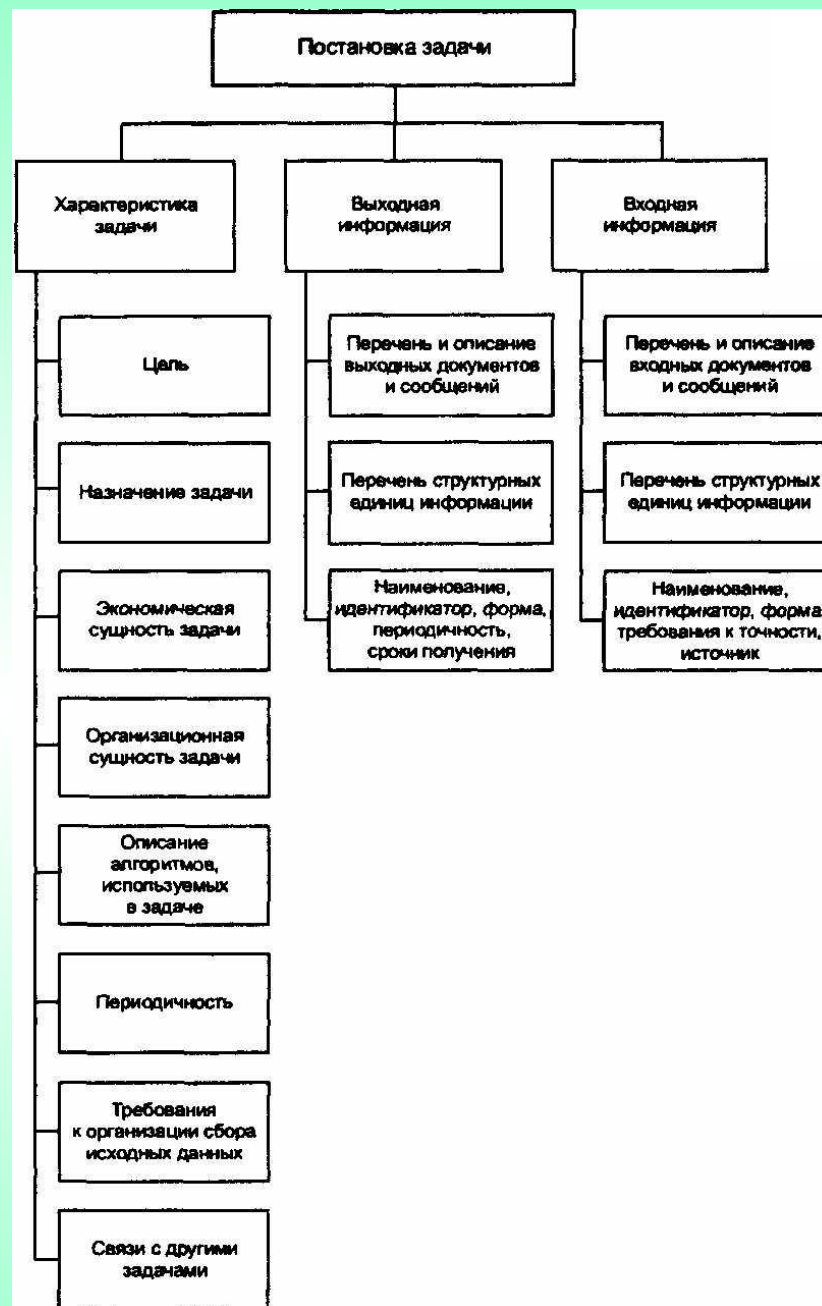 Постановка задачи
Характеристика
задачи
Выходная
информация
Входная
информация
Цель
Назначение задачи
Экономическая
сущность задачи
Организационная
сущность задачи
Описание
алгоритмов,
используемых
в задаче
Периодичность
Требования
к организации сбора
исходных данных
Связи с другими
задачами
Перечень и описание
выходных документов
и сообщений
Перечень структурных
единиц информации
Наименование,
идентификатор, форма,
периодичность,
сроки получения
Перечень и описание
входных документов
и сообщений
Перечень структурных
единиц информации
Наименование,
идентификатор, форма
требования к точности,
источник